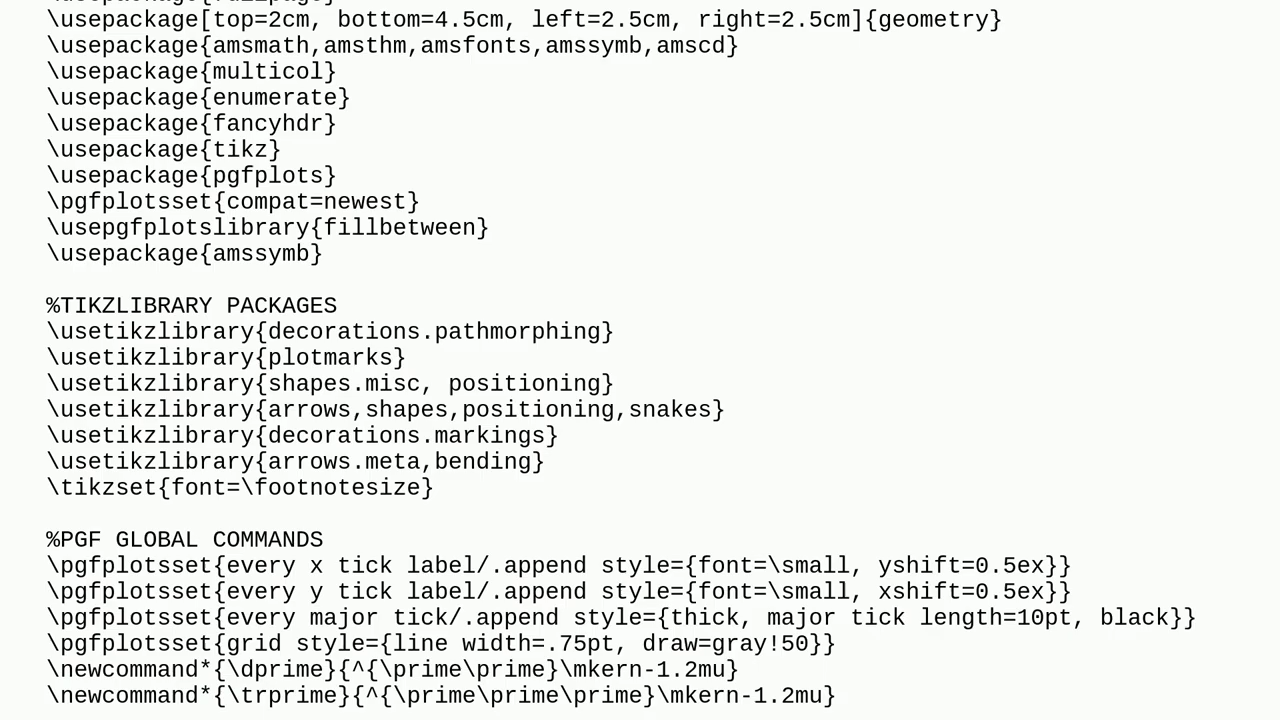 \usepackage[top=2cm, bottom=4.5cm, left=2.5cm, right=2.5cm]{geometry}
\usepackage{amsmath,amsthm,amsfonts,amssymb,amscd}
\usepackage{multicol}
\usepackage{enumerate}
\usepackage{fancyhdr}
\usepackage{tikz}
\usepackage{pgfplots}
\pgfplotsset{compat=newest}
\usepgfplotslibrary{fillbetween}
\usepackage{amssymb}
%TIKZLIBRARY PACKAGES
\usetikzlibrary{decorations.pathmorphing}
\usetikzlibrary{plotmarks}
\usetikzlibrary{shapes.misc, positioning}
\usetikzlibrary{arrows,shapes,positioning,snakes}
\usetikzlibrary{decorations.markings}
\usetikzlibrary{arrows.meta,bending}
\tikzset{font=\footnotesize}
%PGF GLOBAL COMMANDS
\pgfplotsset{every x tick label/.append style={font=\small, yshift=0.5ex}}
\pgfplotsset{every y tick label/.append style={font=\small, xshift=0.5ex}}
\pgfplotsset{every major tick/.append style={thick, major tick length=10pt, black}}
\pgfplotsset{grid style={line width=.75pt, draw=gray!50}}
\newcommand*{\dprime}{^{\prime\prime}\mkern-1.2mu}
\newcommand*{\trprime}{^{\prime\prime\prime}\mkern-1.2mu}